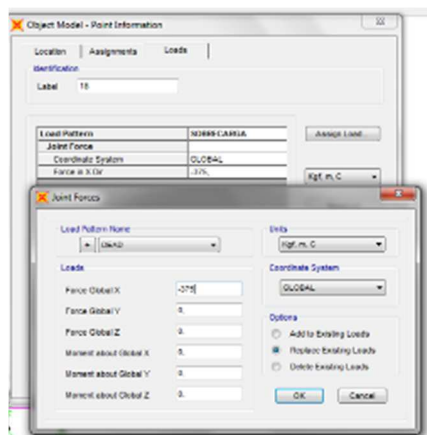 Object Model - Point Information
Location Assignments Loads
Identification
Label 18
Load Pattern SOBRECARGA
Joint Force
Coordinate System GLOBAL
Force in X Dir -375,
Assign Load...
Kgf, m, C
Joint Forces
Load Pattern Name
+ DEAD
Units
Kgf, m, C
Loads
Force Global X -375
Force Global Y 0,
Force Global Z 0,
Moment about Global X 0,
Moment about Global Y 0,
Moment about Global Z 0,
Coordinate System
GLOBAL
Options
Add to Existing Loads
Replace Existing Loads
Delete Existing Loads
OK Cancel